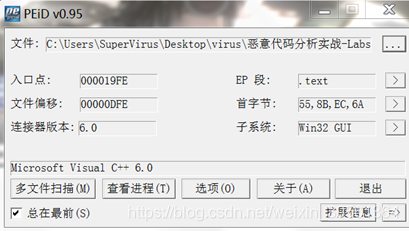 PEiD v0.95
文件: C:\Users\SuperVirus\Desktop\virus\恶意代码分析实战-Labs ...
入口点: 000019FE EP 段: .text >
文件偏移: 00000DFE 首字节: 55,8B,EC,6A >
连接器版本: 6.0 子系统: Win32 GUI >
Microsoft Visual C++ 6.0
多文件扫描(M) 查看进程(T) 选项(O) 关于(A) 退出
总在最前(S) 扩展信息 =>
https://blog.csdn.net/weixin